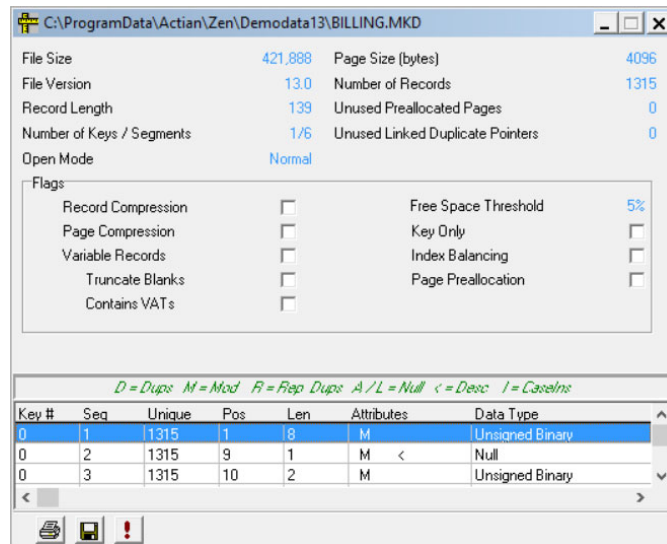 C:\ProgramData\Actian\Zen\Demodata13\BILLING.MKD
File Size 421,888 Page Size (bytes) 4096
File Version 13.0 Number of Records 1315
Record Length 139 Unused Preallocated Pages 0
Number of Keys / Segments 1/6 Unused Linked Duplicate Pointers 0
Open Mode Normal
Flags
Record Compression Free Space Threshold 5%
Page Compression Key Only
Variable Records Index Balancing
Truncate Blanks Page Preallocation
Contains VATs
D = Dups M = Mod R = Rep Dups A / L = Null < = Desc I = CaseIns
Key # Seq Unique Pos Len Attributes Data Type
0 1 1315 1 8 M Unsigned Binary
0 2 1315 9 1 M < Null
0 3 1315 10 2 M Unsigned Binary